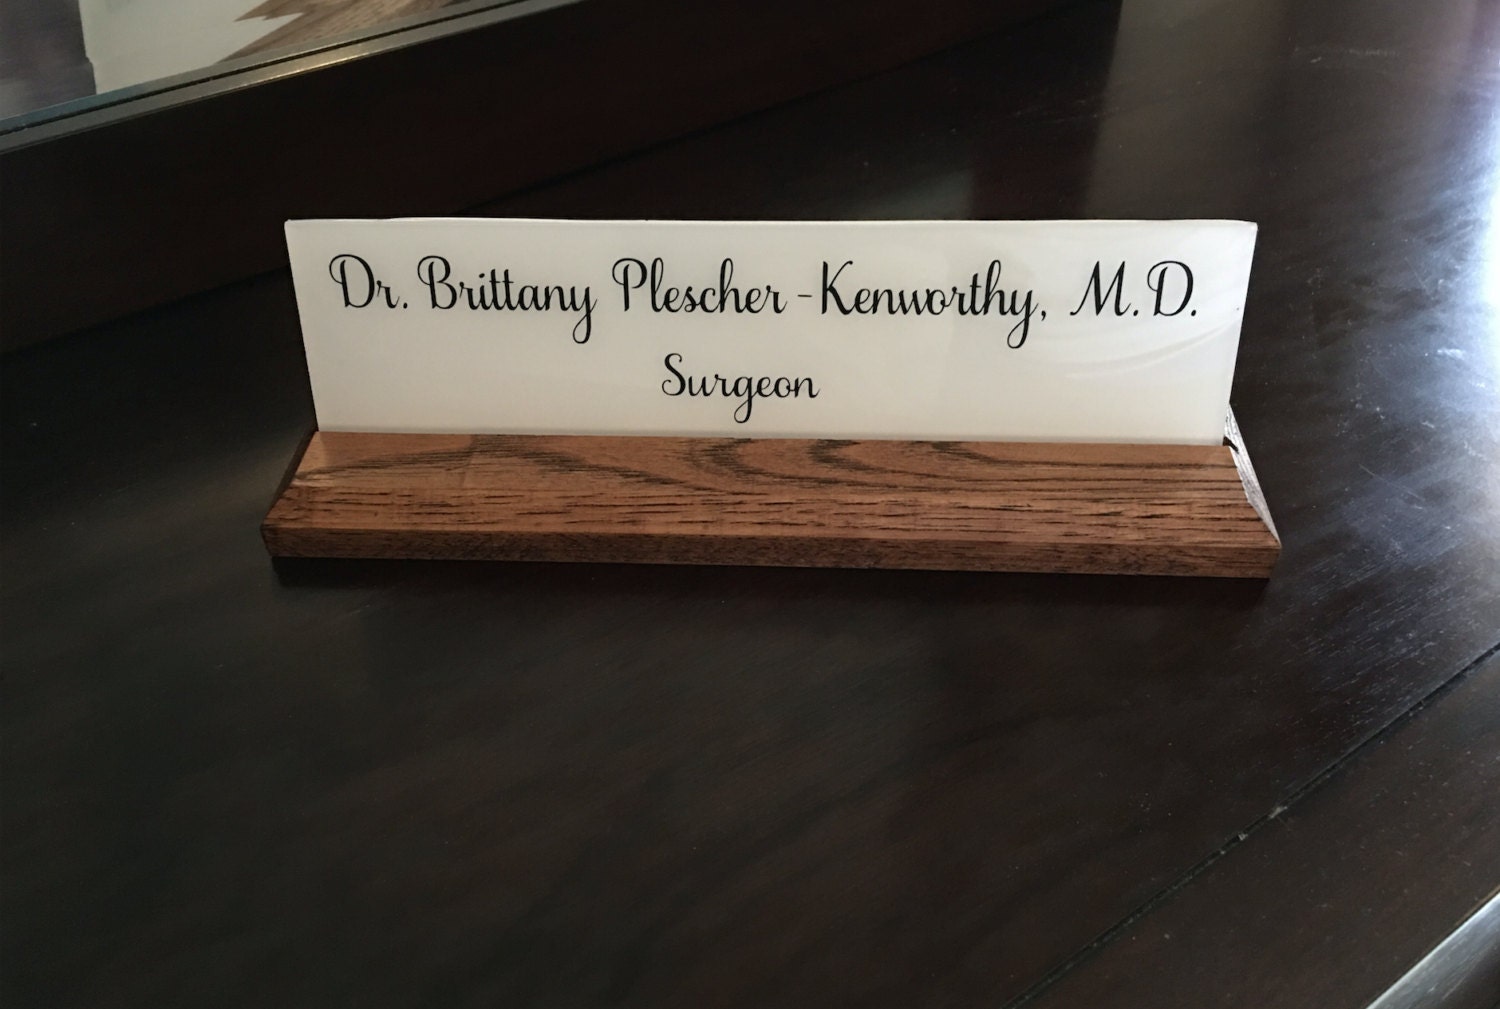 Dr. Brittany Plescher-Kenworthy, M.D.
Surgeon